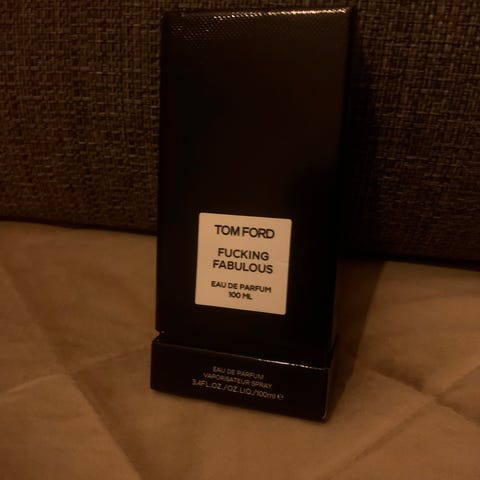 TOM FORD
FUCKING
FABULOUS
EAU DE PARFUM
100 ML
EAU DE PARFUM
VAPORISATEUR SPRAY
3.4FL.OZ./OZ.LIQ./100ml ℮